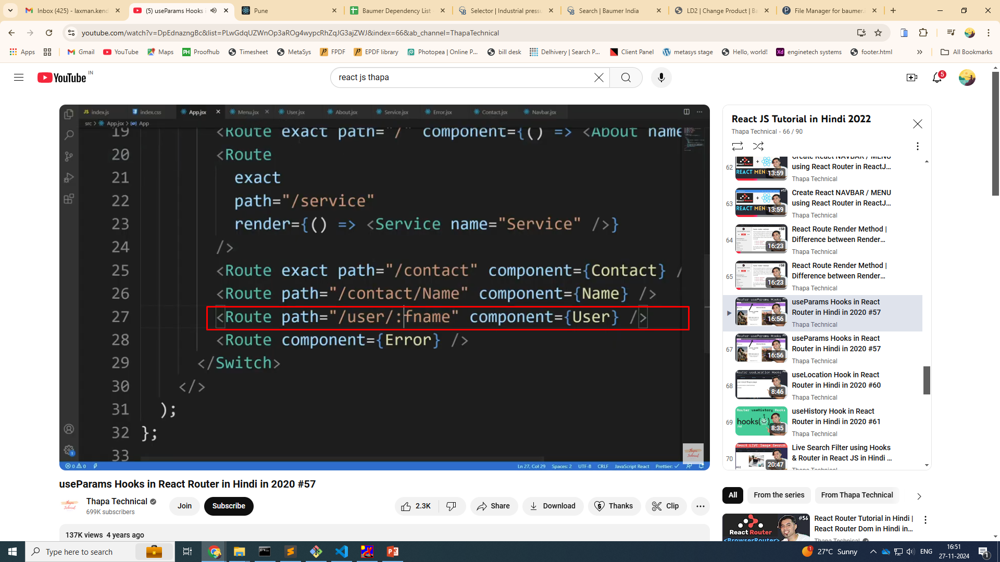 Inbox (425) - laxman.kend
(5) useParams Hooks i
Pune
Baumer Dependency List
Selector | Industrial pressu
Search | Baumer India
LD2 | Change Product | Ba
File Manager for baumer.i
youtube.com/watch?v=DpEdnazngBc&list=PLwGdqUZWnOp3aROg4wypcRhZqJG3ajZWJ&index=66&ab_channel=ThapaTechnical
Apps
Gmail
YouTube
Maps
Proofhub
Timesheet
MetaSys
FPDF
EPDF library
Photopea | Online P...
bill desk
Delhivery | Search P...
Client Panel
metasys stage
Hello, world!
enginetech systems
footer.html
All Bookmarks
YouTube IN
react js thapa
5
index.js
index.css
App.jsx
Menu.jsx
User.jsx
About.jsx
Service.jsx
Error.jsx
Contact.jsx
Navbar.jsx
src > App.jsx > App
19 <Route exact path="/" component={() => <About name
20 <Route
21 exact
22 path="/service"
23 render={() => <Service name="Service" />}
24 />
25 <Route exact path="/contact" component={Contact} /
26 <Route path="/contact/Name" component={Name} />
27 <Route path="/user/:fname" component={User} />
28 <Route component={Error} />
29 </Switch>
30 </>
31 );
32 };
33
0 0 Ln 27, Col 29 Spaces: 2 UTF-8 CRLF JavaScript React Prettier: ✓
useParams Hooks in React Router in Hindi in 2020 #57
Thapa Technical
699K subscribers
Join
Subscribe
2.3K
Share
Download
Thanks
Clip
137K views 4 years ago
React JS Tutorial in Hindi 2022
Thapa Technical - 66 / 90
62
13:59
Create React NAVBAR / MENU
using React Router in ReactJ...
Thapa Technical
63
13:59
Create React NAVBAR / MENU
using React Router in ReactJ...
Thapa Technical
64
16:23
React Route Render Method |
Difference between Render...
Thapa Technical
65
16:23
React Route Render Method |
Difference between Render...
Thapa Technical
16:56
useParams Hooks in React
Router in Hindi in 2020 #57
Thapa Technical
67
16:56
useParams Hooks in React
Router in Hindi in 2020 #57
Thapa Technical
68
8:46
useLocation Hook in React
Router in Hindi in 2020 #60
Thapa Technical
69
8:35
useHistory Hook in React
Router in Hindi in 2020 #61
Thapa Technical
70
20:47
Live Search Filter using Hooks
& Router in React JS in Hindi ...
Thapa Technical
All
From the series
From Thapa Technical
#56
React Router
<BrowserRouter>
React Router Tutorial in Hindi |
React Router Dom in Hindi in...
Thapa Technical
Type here to search
27°C Sunny
ENG
16:51
27-11-2024
1